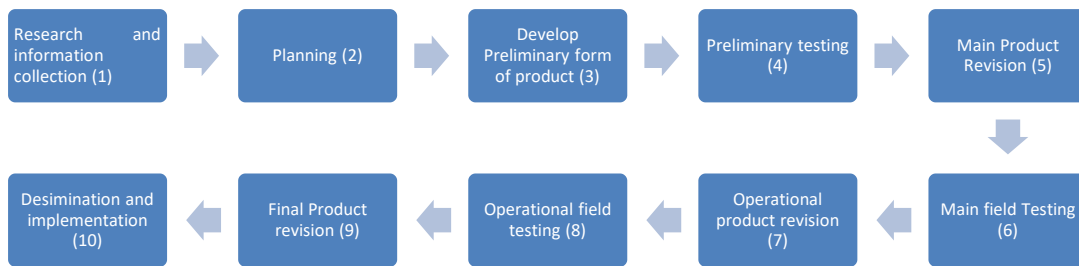 Research and
information
collection (1)
Planning (2)
Develop
Preliminary form
of product (3)
Preliminary testing
(4)
Main Product
Revision (5)
Main field Testing
(6)
Operational
product revision
(7)
Operational field
testing (8)
Final Product
revision (9)
Desimination and
implementation
(10)